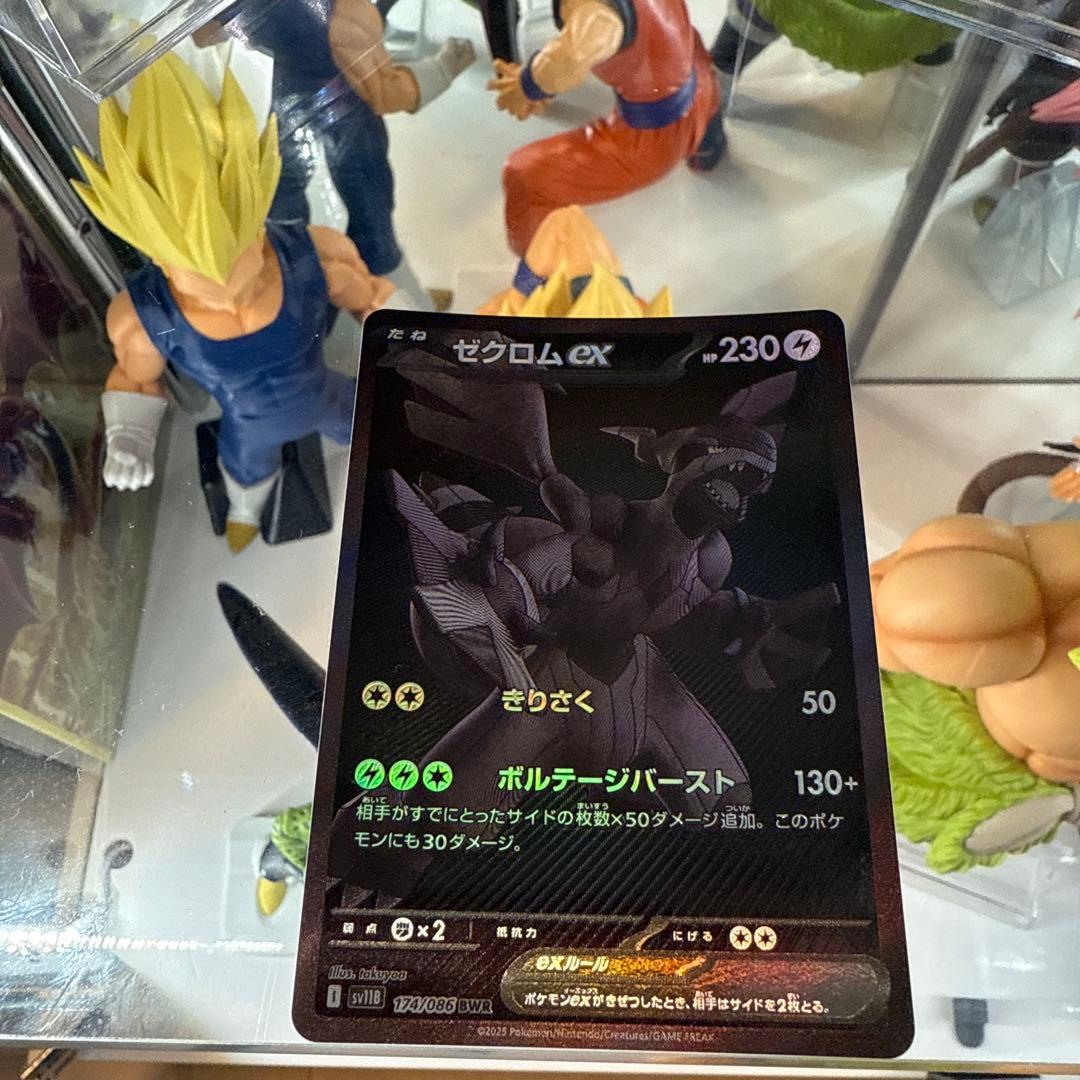 たね ゼクロムex HP230
きりさく 50
ボルテージバースト 130+
相手がすでにとったサイドの枚数×50ダメージ追加。このポケ
モンにも30ダメージ。
弱点 ×2 抵抗力 にげる
Illus. takuyoa
exルール
I sv11B 174/086 BWR
ポケモンexがきぜつしたとき、相手はサイドを2枚とる。
©2025 Pokémon/Nintendo/Creatures/GAME FREAK